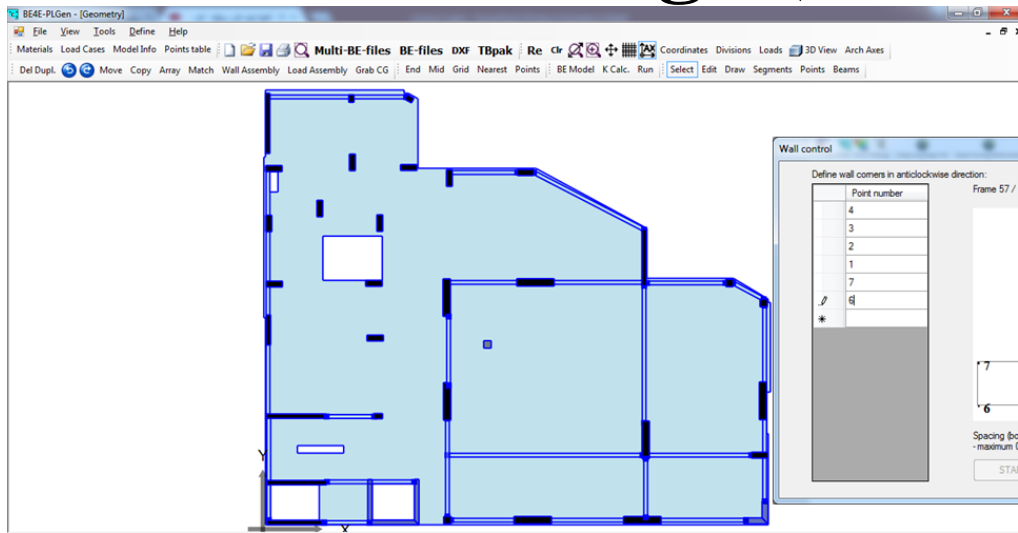 BE4E-PLGen - [Geometry]
File View Tools Define Help
Materials Load Cases Model Info Points table Multi-BE-files BE-files DXF TBpak Re Clr Coordinates Divisions Loads 3D View Arch Axes
Del Dupl. Move Copy Array Match Wall Assembly Load Assembly Grab CG End Mid Grid Nearest Points BE Model K Calc. Run Select Edit Draw Segments Points Beams
Wall control
Define wall corners in anticlockwise direction:
Point number
Frame 57 /
4
3
2
1
7
6
7
6
Spacing
- maximum
Y
X